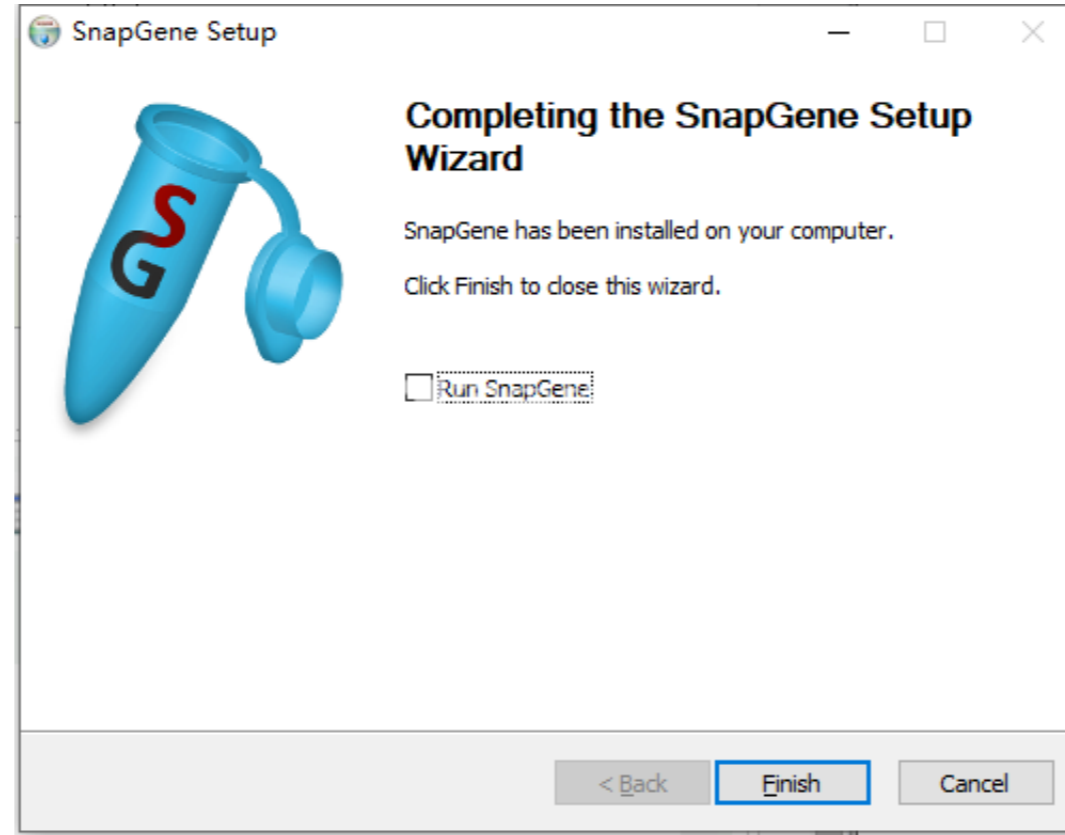 SnapGene Setup
Completing the SnapGene Setup
Wizard
SnapGene has been installed on your computer.
Click Finish to close this wizard.
S
G
Run SnapGene
< Back
Finish
Cancel